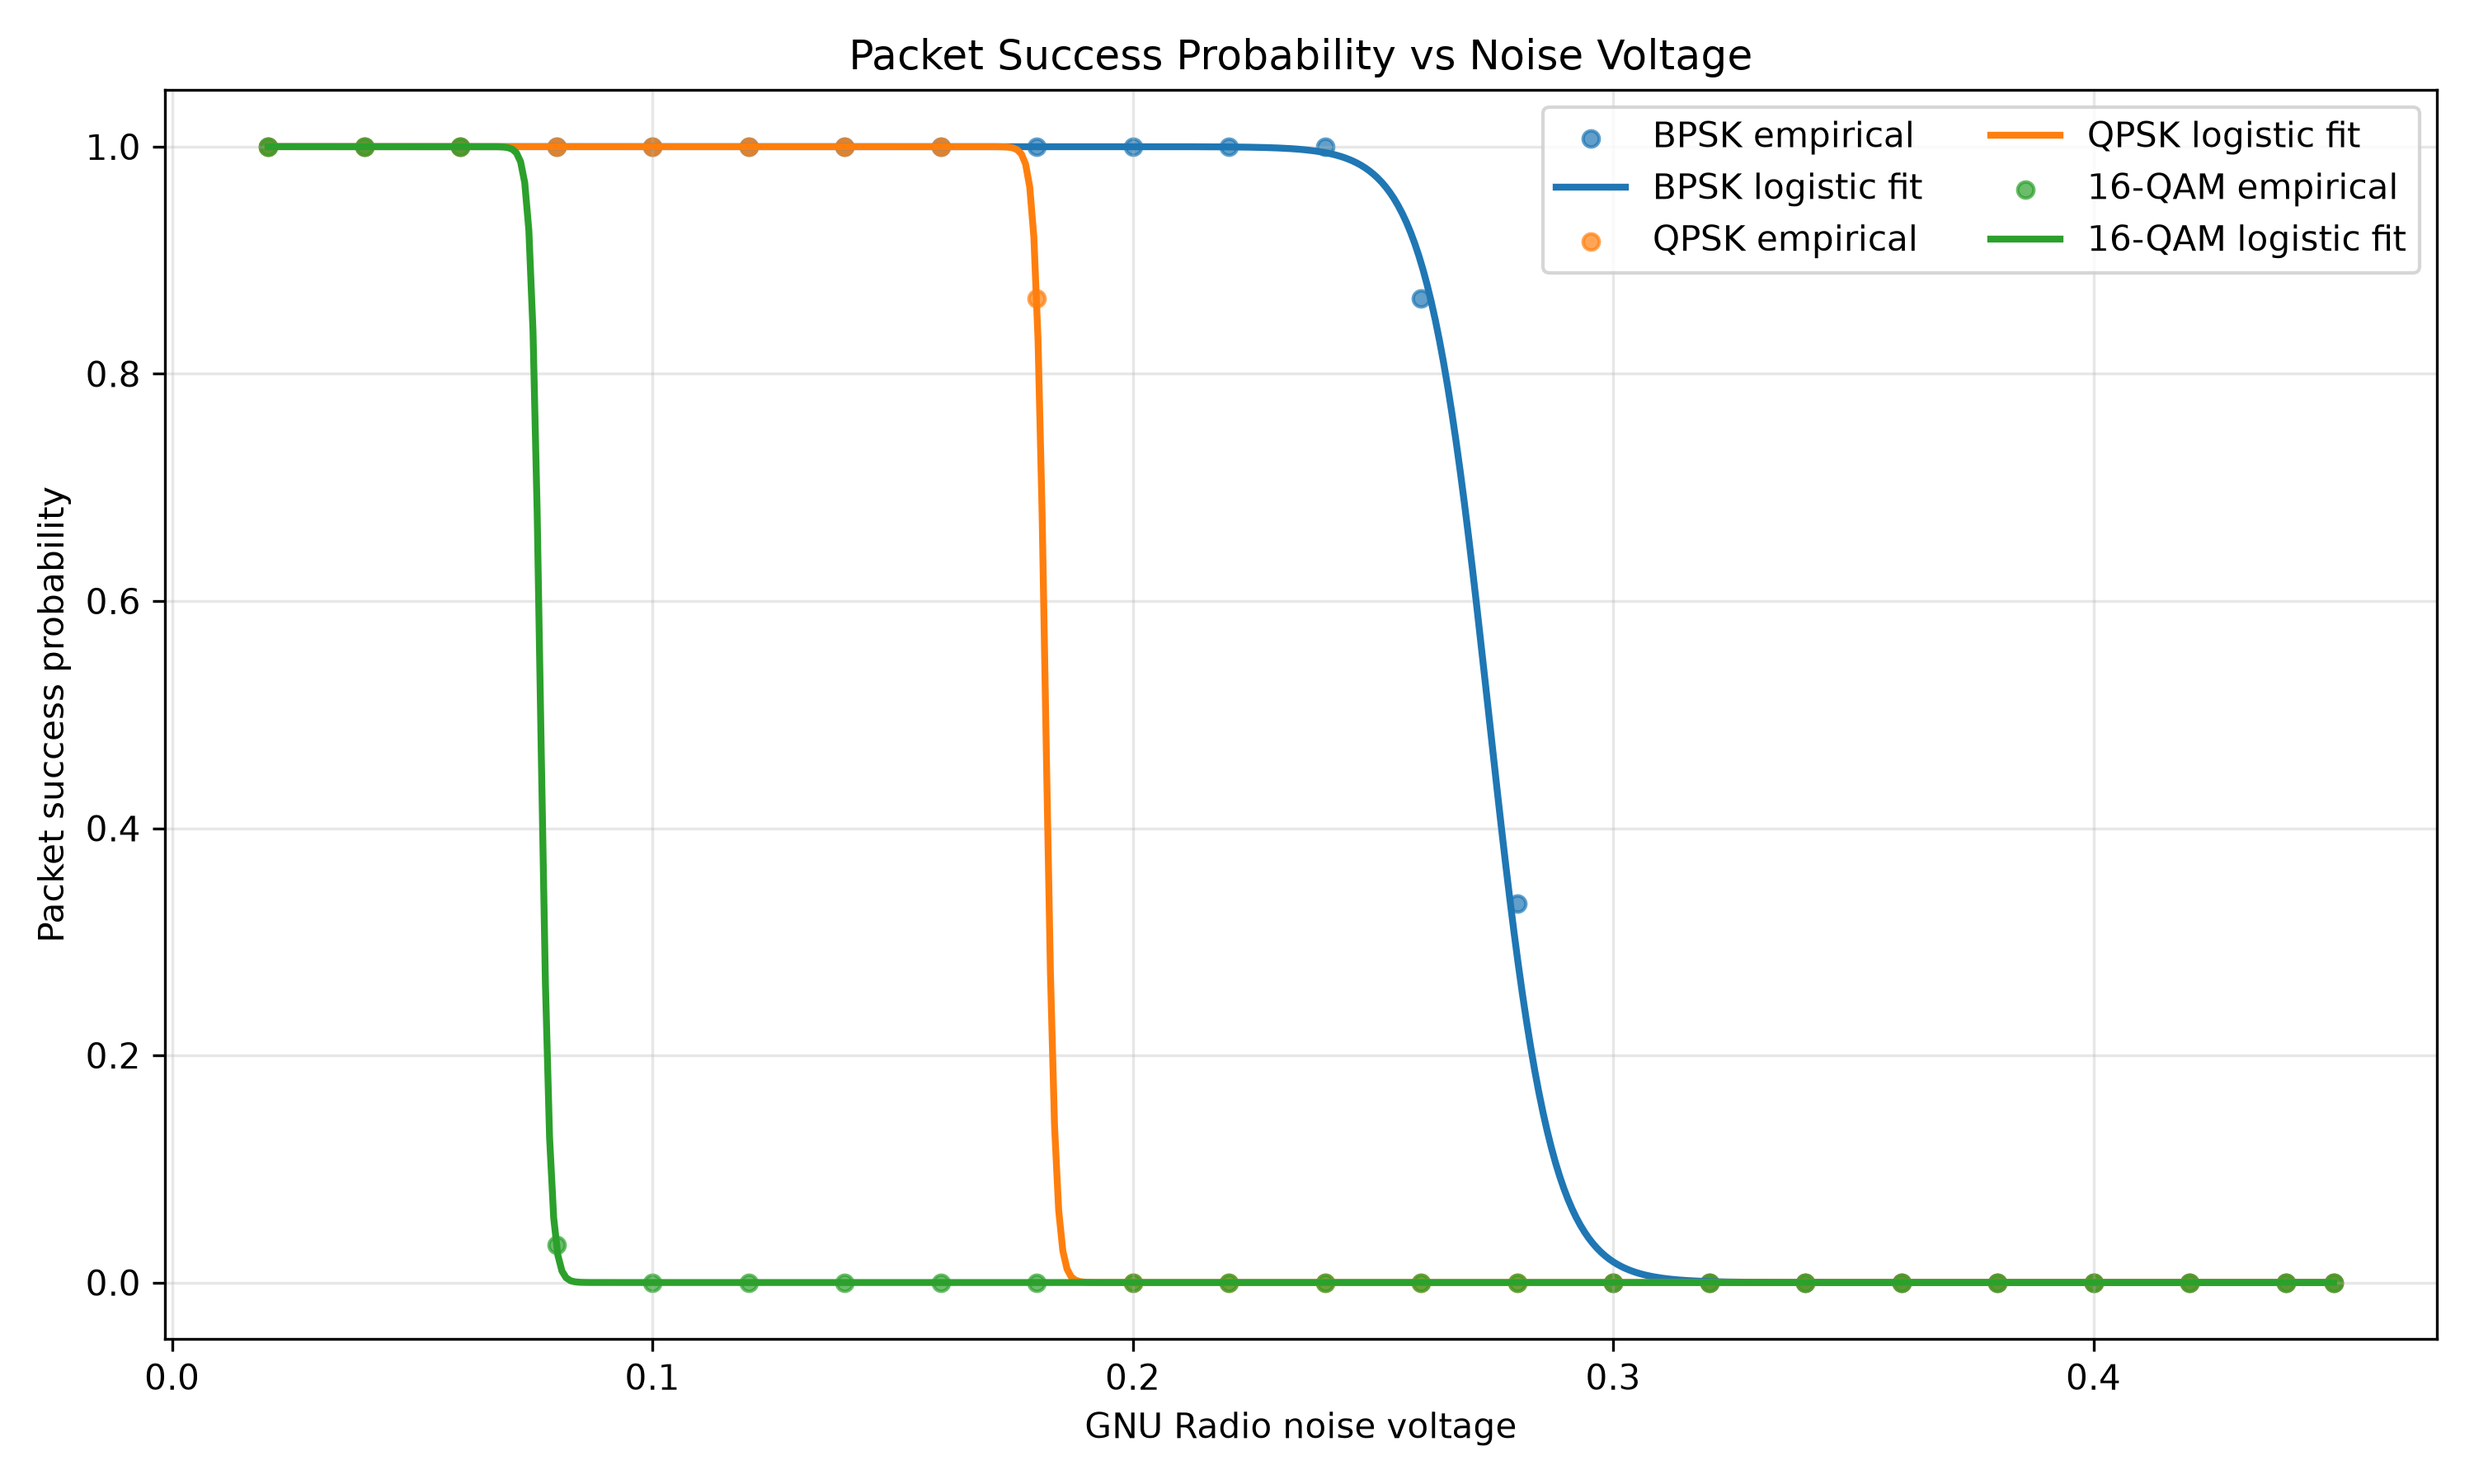 Packet Success Probability vs Noise Voltage
BPSK empirical
BPSK logistic fit
QPSK empirical
QPSK logistic fit
16-QAM empirical
16-QAM logistic fit
Packet success probability
1.0
0.8
0.6
0.4
0.2
0.0
0.0 0.1 0.2 0.3 0.4
GNU Radio noise voltage